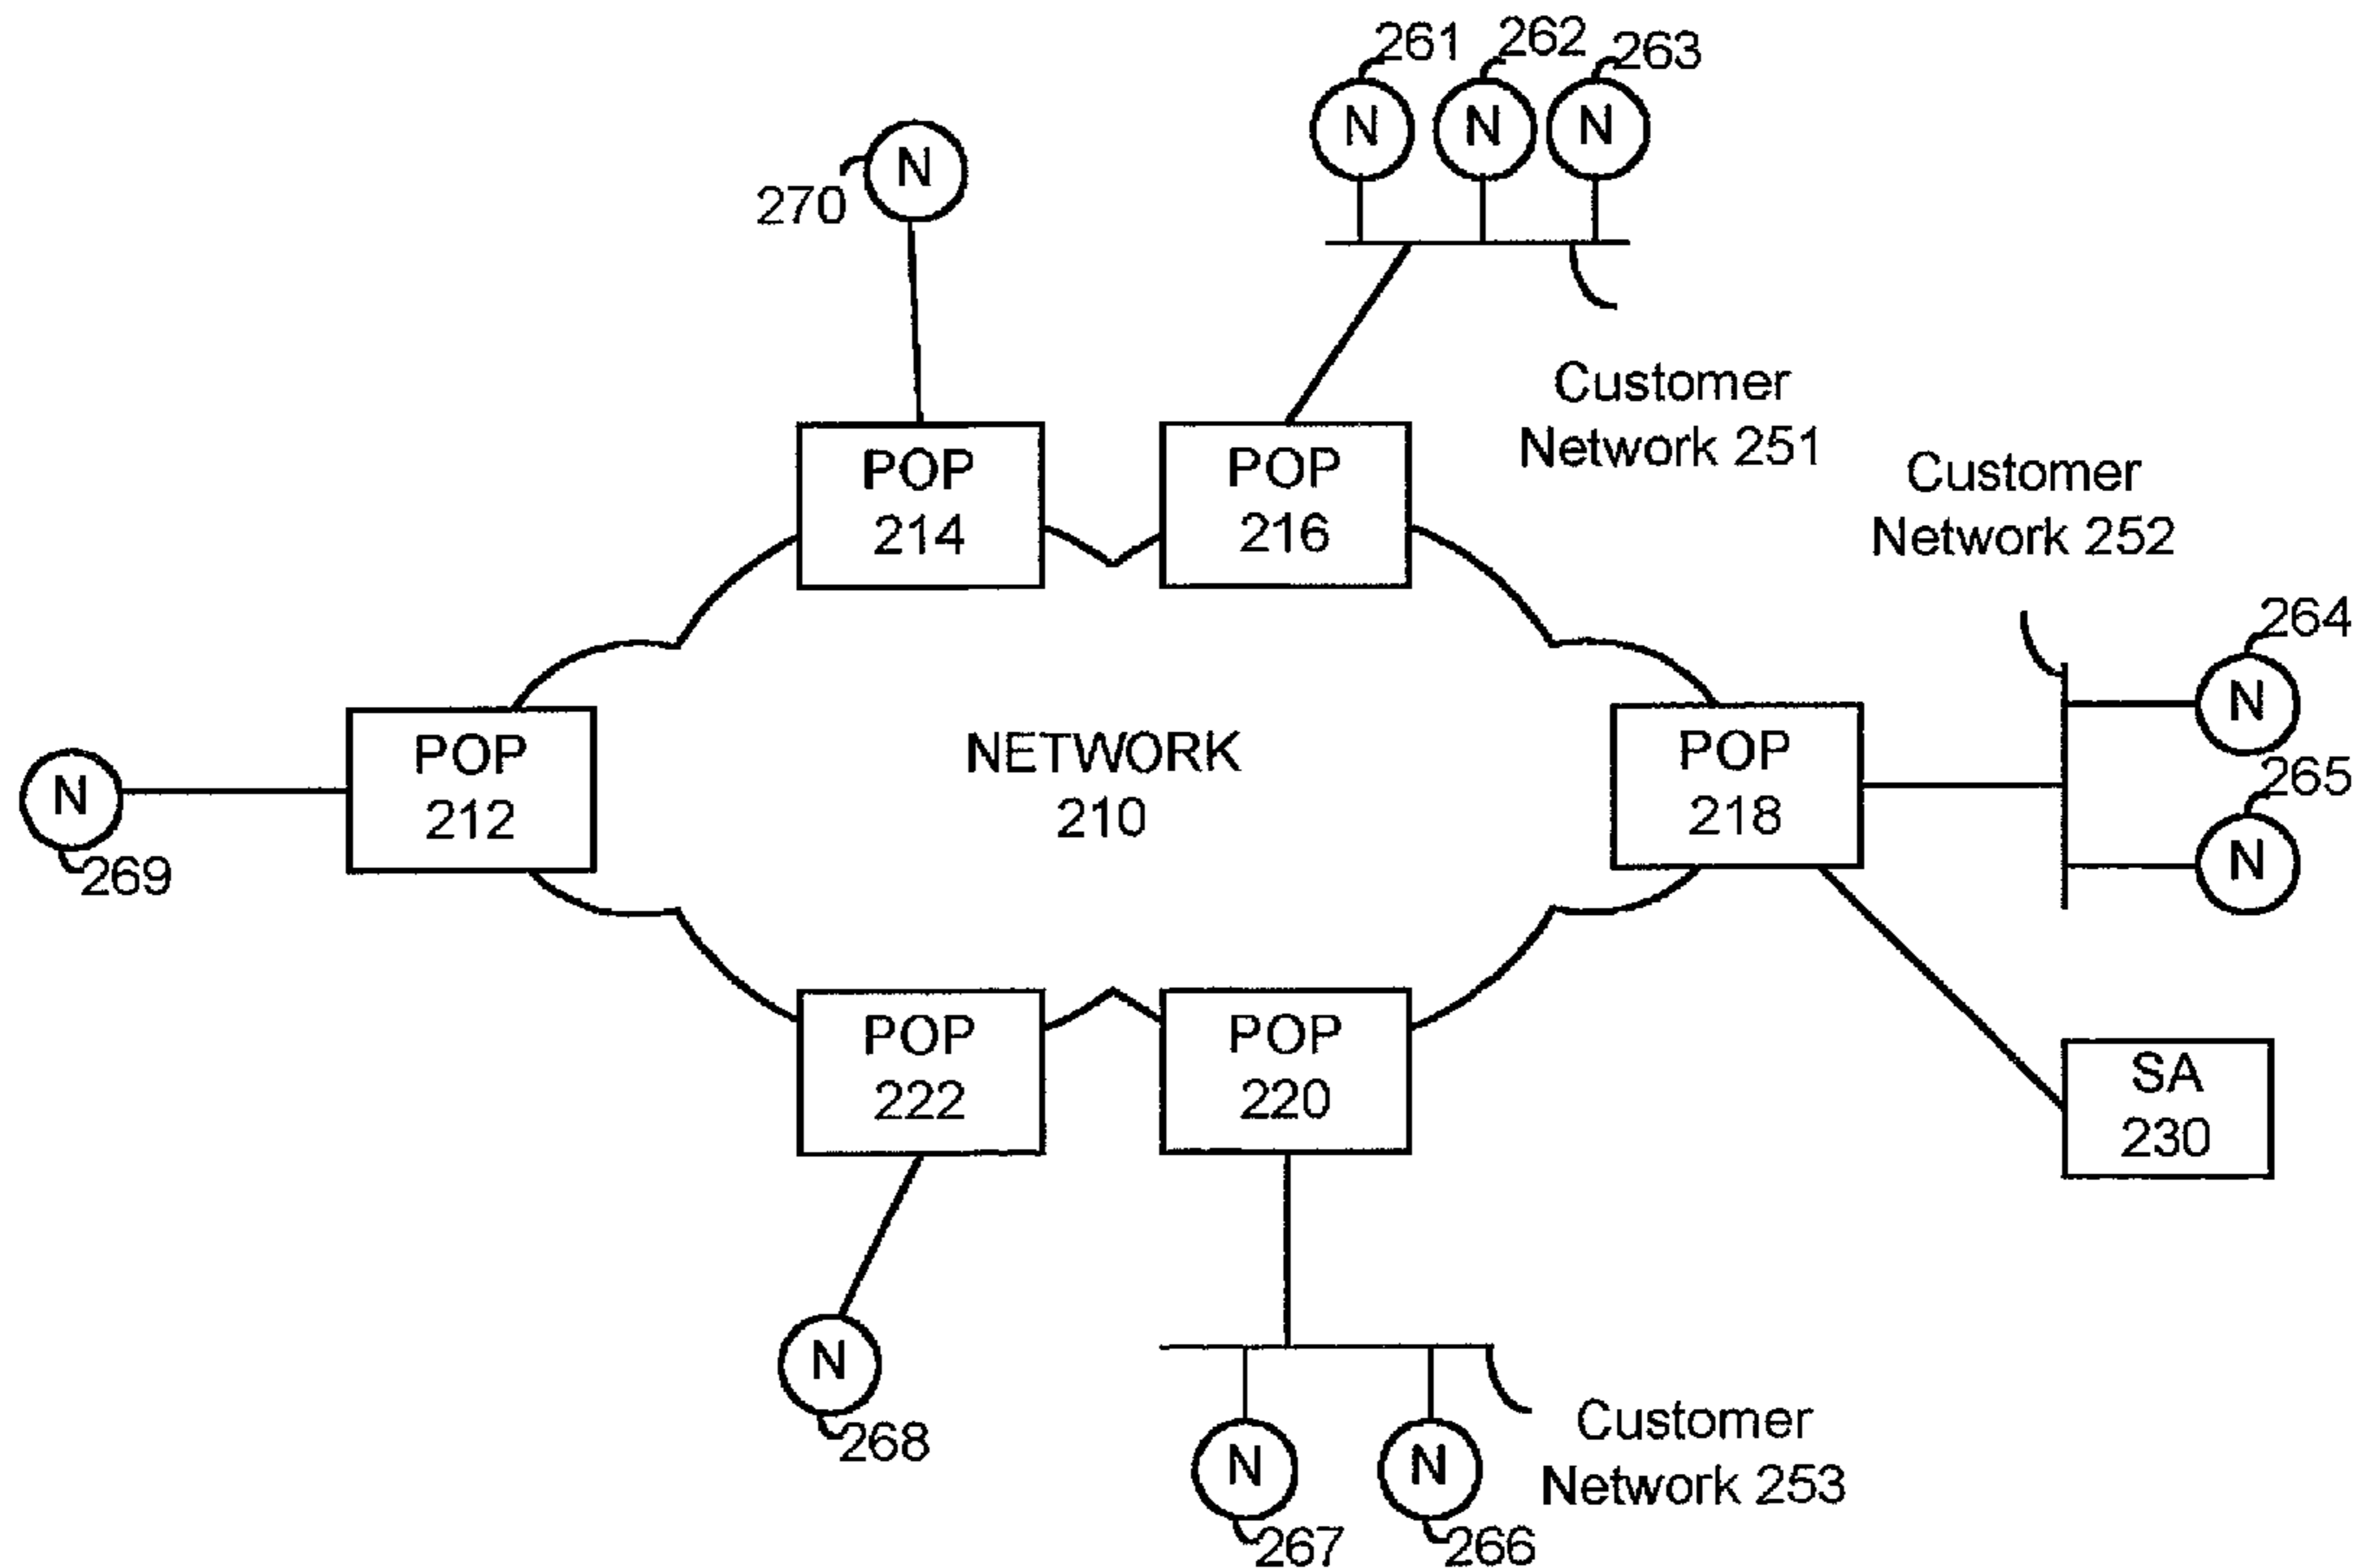 261
262
263
N
N
N
N
270
Customer
Network 251
POP
214
POP
216
Customer
Network 252
264
N
265
N
POP
212
NETWORK
210
POP
218
N
269
POP
222
POP
220
SA
230
N
268
Customer
Network 253
N
N
267
266